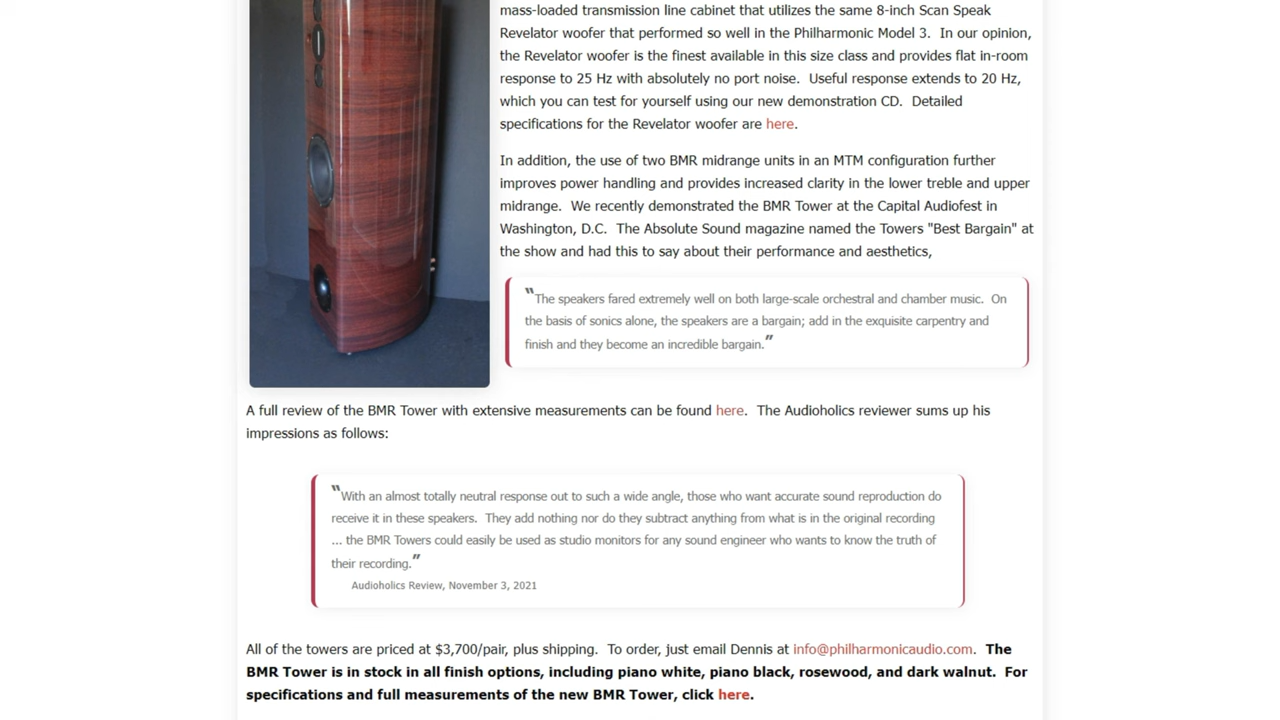 mass-loaded transmission line cabinet that utilizes the same 8-inch Scan Speak
Revelator woofer that performed so well in the Philharmonic Model 3.  In our opinion,
the Revelator woofer is the finest available in this size class and provides flat in-room
response to 25 Hz with absolutely no port noise.  Useful response extends to 20 Hz,
which you can test for yourself using our new demonstration CD.  Detailed
specifications for the Revelator woofer are here.
In addition, the use of two BMR midrange units in an MTM configuration further
improves power handling and provides increased clarity in the lower treble and upper
midrange.  We recently demonstrated the BMR Tower at the Capital Audiofest in
Washington, D.C.  The Absolute Sound magazine named the Towers "Best Bargain" at
the show and had this to say about their performance and aesthetics,
"The speakers fared extremely well on both large-scale orchestral and chamber music.  On
the basis of sonics alone, the speakers are a bargain; add in the exquisite carpentry and
finish and they become an incredible bargain."
A full review of the BMR Tower with extensive measurements can be found here.  The Audioholics reviewer sums up his
impressions as follows:
"With an almost totally neutral response out to such a wide angle, those who want accurate sound reproduction do
receive it in these speakers.  They add nothing nor do they subtract anything from what is in the original recording
... the BMR Towers could easily be used as studio monitors for any sound engineer who wants to know the truth of
their recording."
Audioholics Review, November 3, 2021
All of the towers are priced at $3,700/pair, plus shipping.  To order, just email Dennis at info@philharmonicaudio.com.  The
BMR Tower is in stock in all finish options, including piano white, piano black, rosewood, and dark walnut.  For
specifications and full measurements of the new BMR Tower, click here.